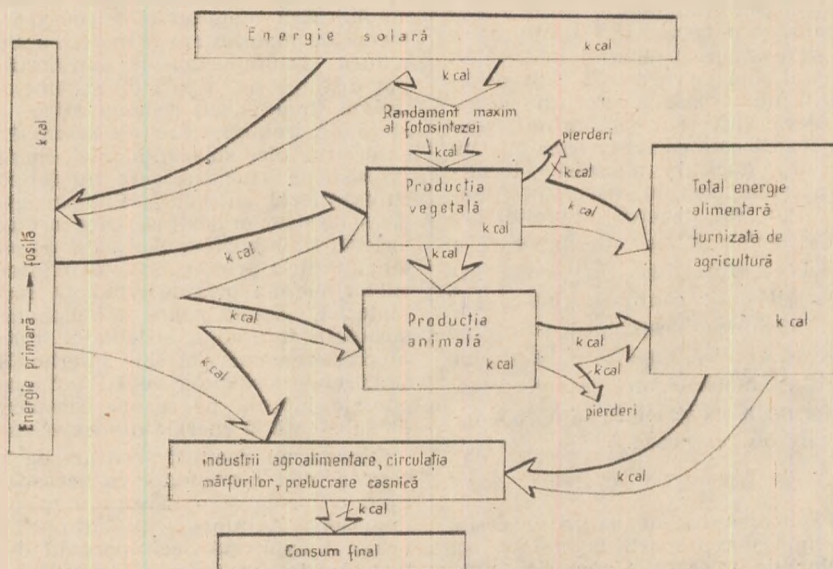 Energie solară
k cal
k cal
k cal
Randament maxim
al fotosintezei
k cal
pierderi
k cal
k cal
Producția
vegetală
k cal
Total energie
alimentară
furnizată de
agricultură
k cal
Energie primară → fosilă
k cal
k cal
k cal
k cal
k cal
Producția
animală
k cal
k cal
k cal
pierderi
industrii agroalimentare, circulația
mărfurilor, prelucrare casnică
k cal
k cal
Consum final